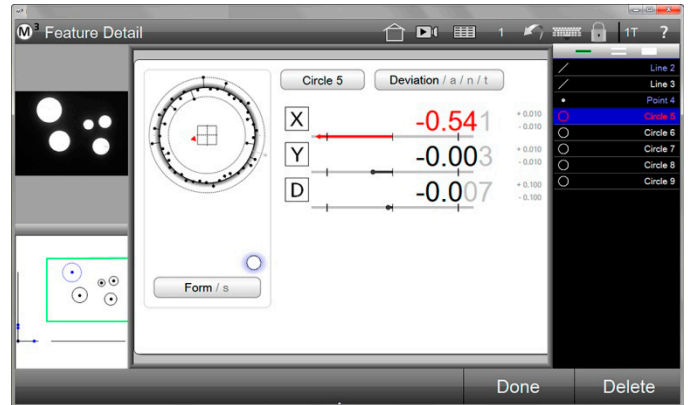 M³ Feature Detail
1
1T
?
Circle 5
Deviation / a / n / t
X
-0.541
+ 0.010
- 0.010
Y
-0.003
+ 0.010
- 0.010
D
-0.007
+ 0.100
- 0.100
Form / s
Line 2
Line 3
Point 4
Circle 5
Circle 6
Circle 7
Circle 8
Circle 9
Done
Delete